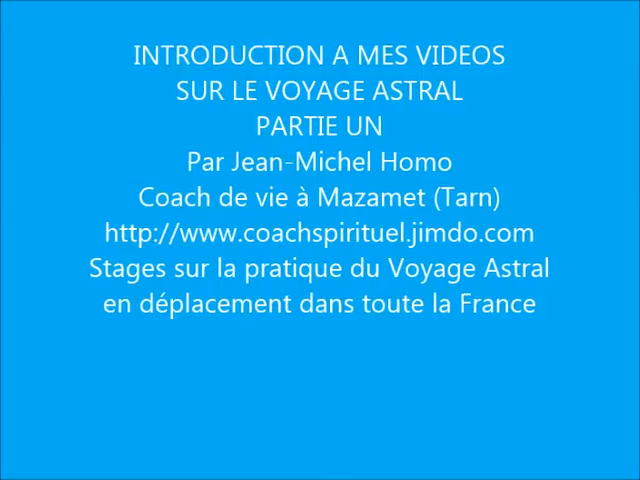 INTRODUCTION A MES VIDEOS
SUR LE VOYAGE ASTRAL
PARTIE UN
Par Jean-Michel Homo
Coach de vie à Mazamet (Tarn)
http://www.coachspirituel.jimdo.com
Stages sur la pratique du Voyage Astral
en déplacement dans toute la France